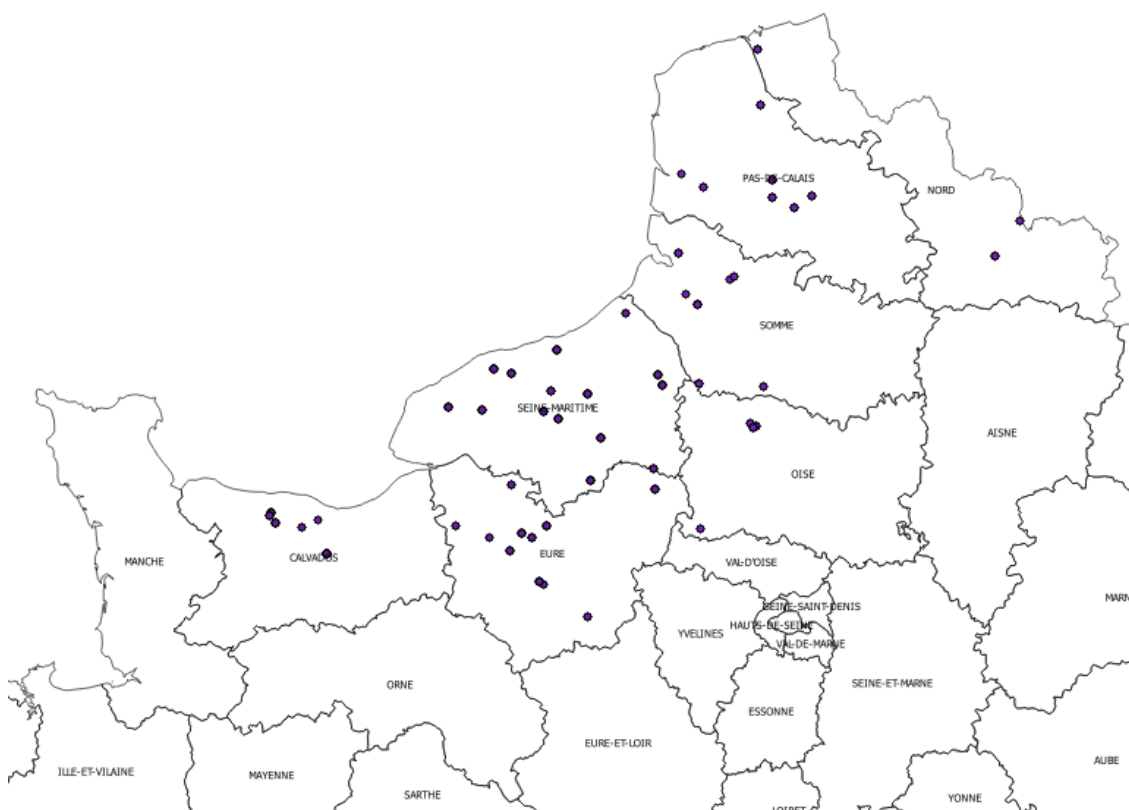 PAS-DE-CALAIS
NORD
SOMME
SEINE-MARITIME
AISNE
OISE
EURE
CALVADOS
MANCHE
VAL-D'OISE
MARN
SEINE-SAINT-DENIS
HAUTS-DE-SEINE
YVELINES
VAL-DE-MARNE
ORNE
SEINE-ET-MARNE
ESSONNE
EURE-ET-LOIR
AUBE
ILLE-ET-VILAINE
MAYENNE
SARTHE
YONNE
LOIRET